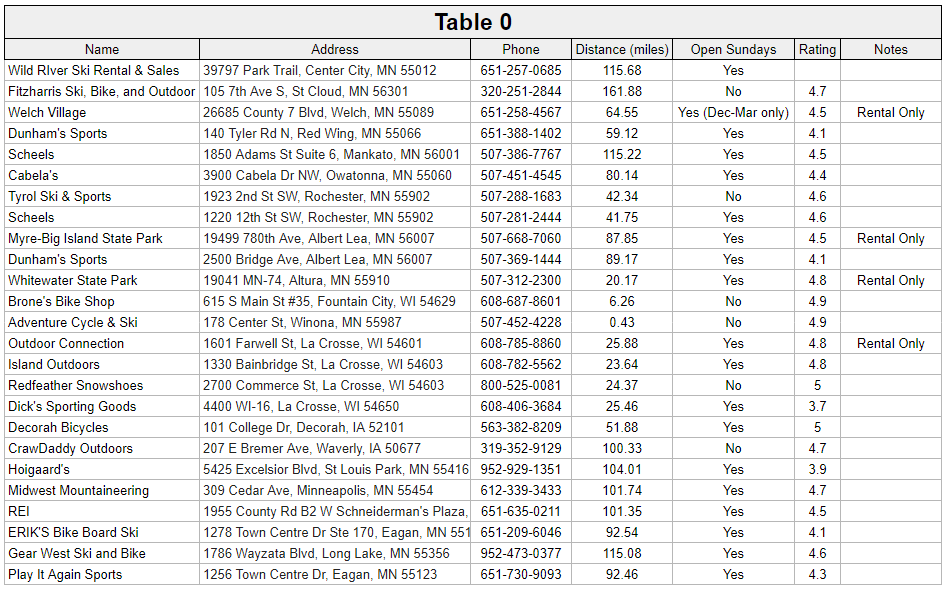 Table 0
Name Address Phone Distance (miles) Open Sundays Rating Notes
Wild RIver Ski Rental & Sales 39797 Park Trail, Center City, MN 55012 651-257-0685 115.68 Yes
Fitzharris Ski, Bike, and Outdoor 105 7th Ave S, St Cloud, MN 56301 320-251-2844 161.88 No 4.7
Welch Village 26685 County 7 Blvd, Welch, MN 55089 651-258-4567 64.55 Yes (Dec-Mar only) 4.5 Rental Only
Dunham's Sports 140 Tyler Rd N, Red Wing, MN 55066 651-388-1402 59.12 Yes 4.1
Scheels 1850 Adams St Suite 6, Mankato, MN 56001 507-386-7767 115.22 Yes 4.5
Cabela's 3900 Cabela Dr NW, Owatonna, MN 55060 507-451-4545 80.14 Yes 4.4
Tyrol Ski & Sports 1923 2nd St SW, Rochester, MN 55902 507-288-1683 42.34 No 4.6
Scheels 1220 12th St SW, Rochester, MN 55902 507-281-2444 41.75 Yes 4.6
Myre-Big Island State Park 19499 780th Ave, Albert Lea, MN 56007 507-668-7060 87.85 Yes 4.5 Rental Only
Dunham's Sports 2500 Bridge Ave, Albert Lea, MN 56007 507-369-1444 89.17 Yes 4.1
Whitewater State Park 19041 MN-74, Altura, MN 55910 507-312-2300 20.17 Yes 4.8 Rental Only
Brone's Bike Shop 615 S Main St #35, Fountain City, WI 54629 608-687-8601 6.26 No 4.9
Adventure Cycle & Ski 178 Center St, Winona, MN 55987 507-452-4228 0.43 No 4.9
Outdoor Connection 1601 Farwell St, La Crosse, WI 54601 608-785-8860 25.88 Yes 4.8 Rental Only
Island Outdoors 1330 Bainbridge St, La Crosse, WI 54603 608-782-5562 23.64 Yes 4.8
Redfeather Snowshoes 2700 Commerce St, La Crosse, WI 54603 800-525-0081 24.37 No 5
Dick's Sporting Goods 4400 WI-16, La Crosse, WI 54650 608-406-3684 25.46 Yes 3.7
Decorah Bicycles 101 College Dr, Decorah, IA 52101 563-382-8209 51.88 Yes 5
CrawDaddy Outdoors 207 E Bremer Ave, Waverly, IA 50677 319-352-9129 100.33 No 4.7
Hoigaard's 5425 Excelsior Blvd, St Louis Park, MN 55416 952-929-1351 104.01 Yes 3.9
Midwest Mountaineering 309 Cedar Ave, Minneapolis, MN 55454 612-339-3433 101.74 Yes 4.7
REI 1955 County Rd B2 W Schneiderman's Plaza, 651-635-0211 101.35 Yes 4.5
ERIK'S Bike Board Ski 1278 Town Centre Dr Ste 170, Eagan, MN 551 651-209-6046 92.54 Yes 4.1
Gear West Ski and Bike 1786 Wayzata Blvd, Long Lake, MN 55356 952-473-0377 115.08 Yes 4.6
Play It Again Sports 1256 Town Centre Dr, Eagan, MN 55123 651-730-9093 92.46 Yes 4.3